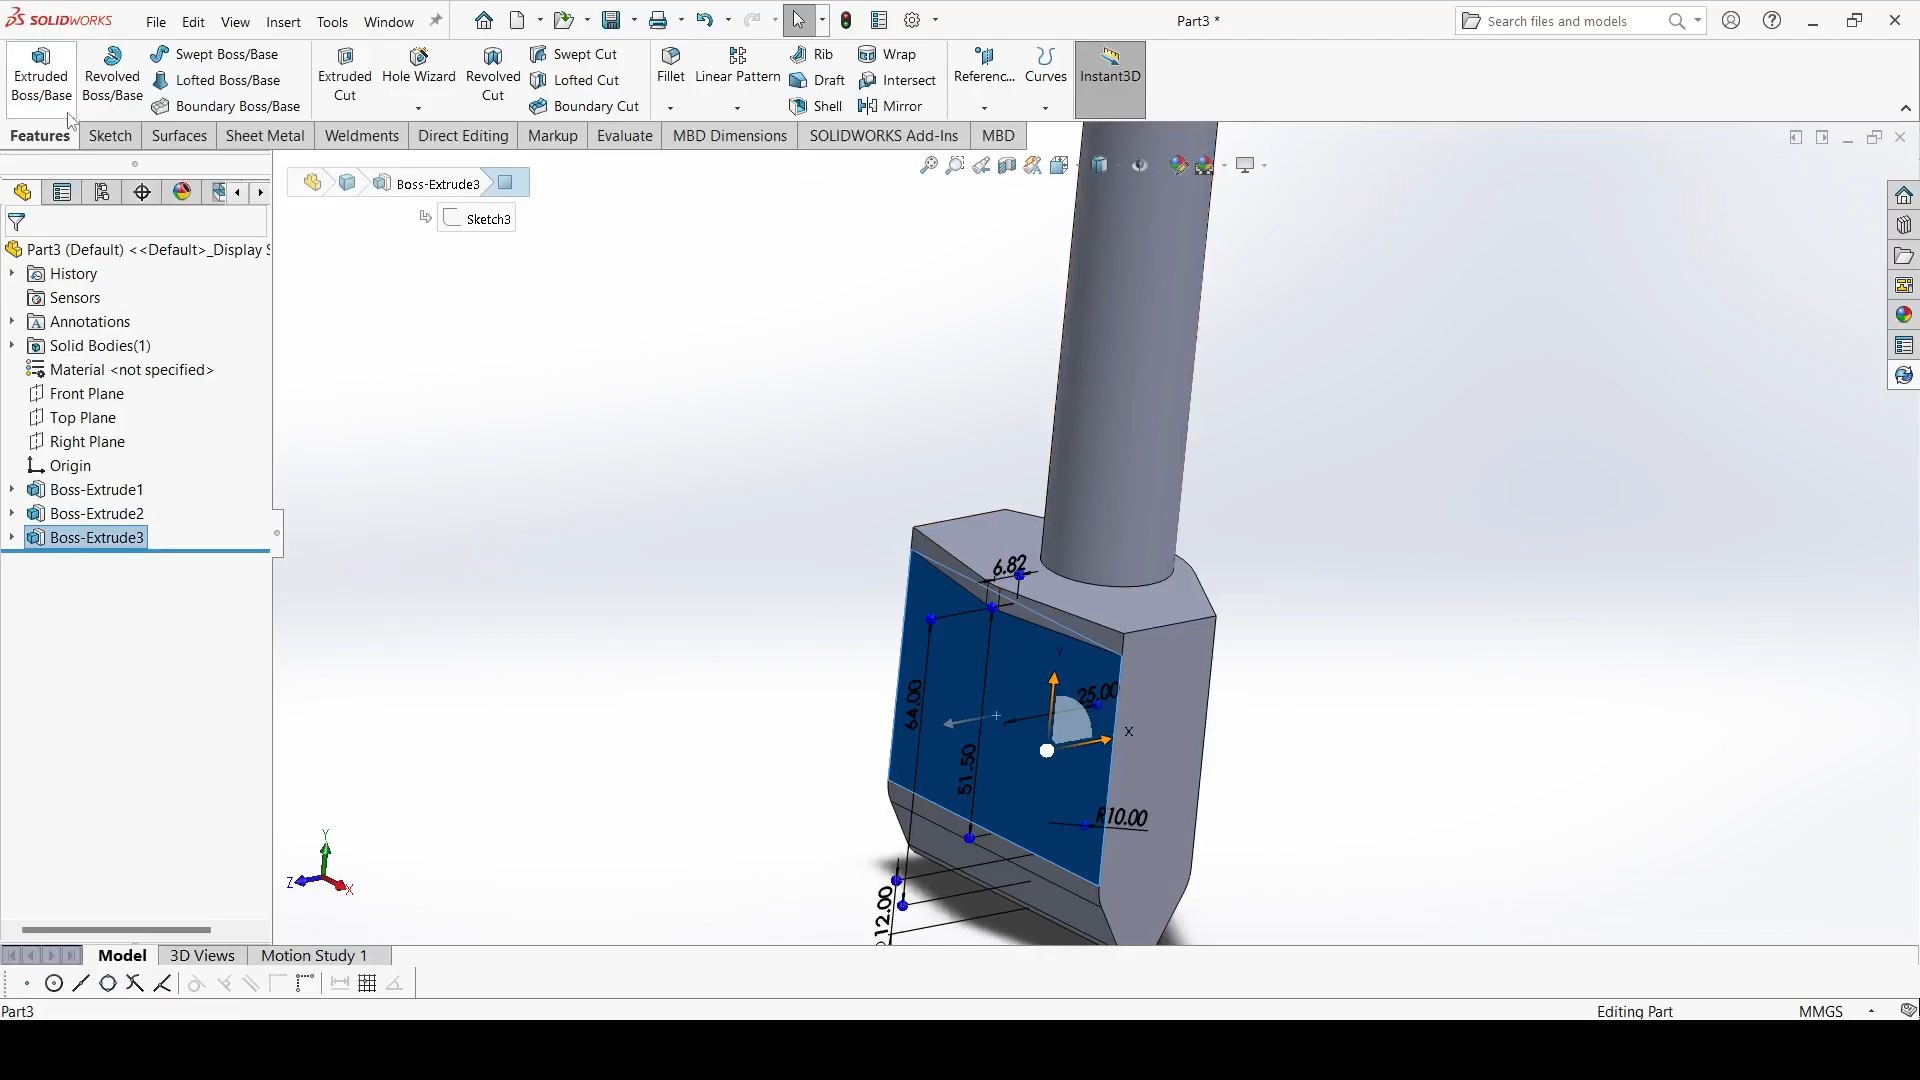 SOLIDWORKS File Edit View Insert Tools Window Part3 * Search files and models
Extruded Boss/Base
Revolved Boss/Base
Swept Boss/Base
Lofted Boss/Base
Boundary Boss/Base
Extruded Cut
Hole Wizard
Revolved Cut
Swept Cut
Lofted Cut
Boundary Cut
Fillet
Linear Pattern
Rib
Draft
Shell
Wrap
Intersect
Mirror
Referenc...
Curves
Instant3D
Features Sketch Surfaces Sheet Metal Weldments Direct Editing Markup Evaluate MBD Dimensions SOLIDWORKS Add-Ins MBD
Boss-Extrude3
Sketch3
Part3 (Default) <<Default>_Display S
History
Sensors
Annotations
Solid Bodies(1)
Material <not specified>
Front Plane
Top Plane
Right Plane
Origin
Boss-Extrude1
Boss-Extrude2
Boss-Extrude3
6.82
Y
64.00
25.00
X
51.50
R10.00
12.00
Y
Z
X
Model 3D Views Motion Study 1
Part3 Editing Part MMGS